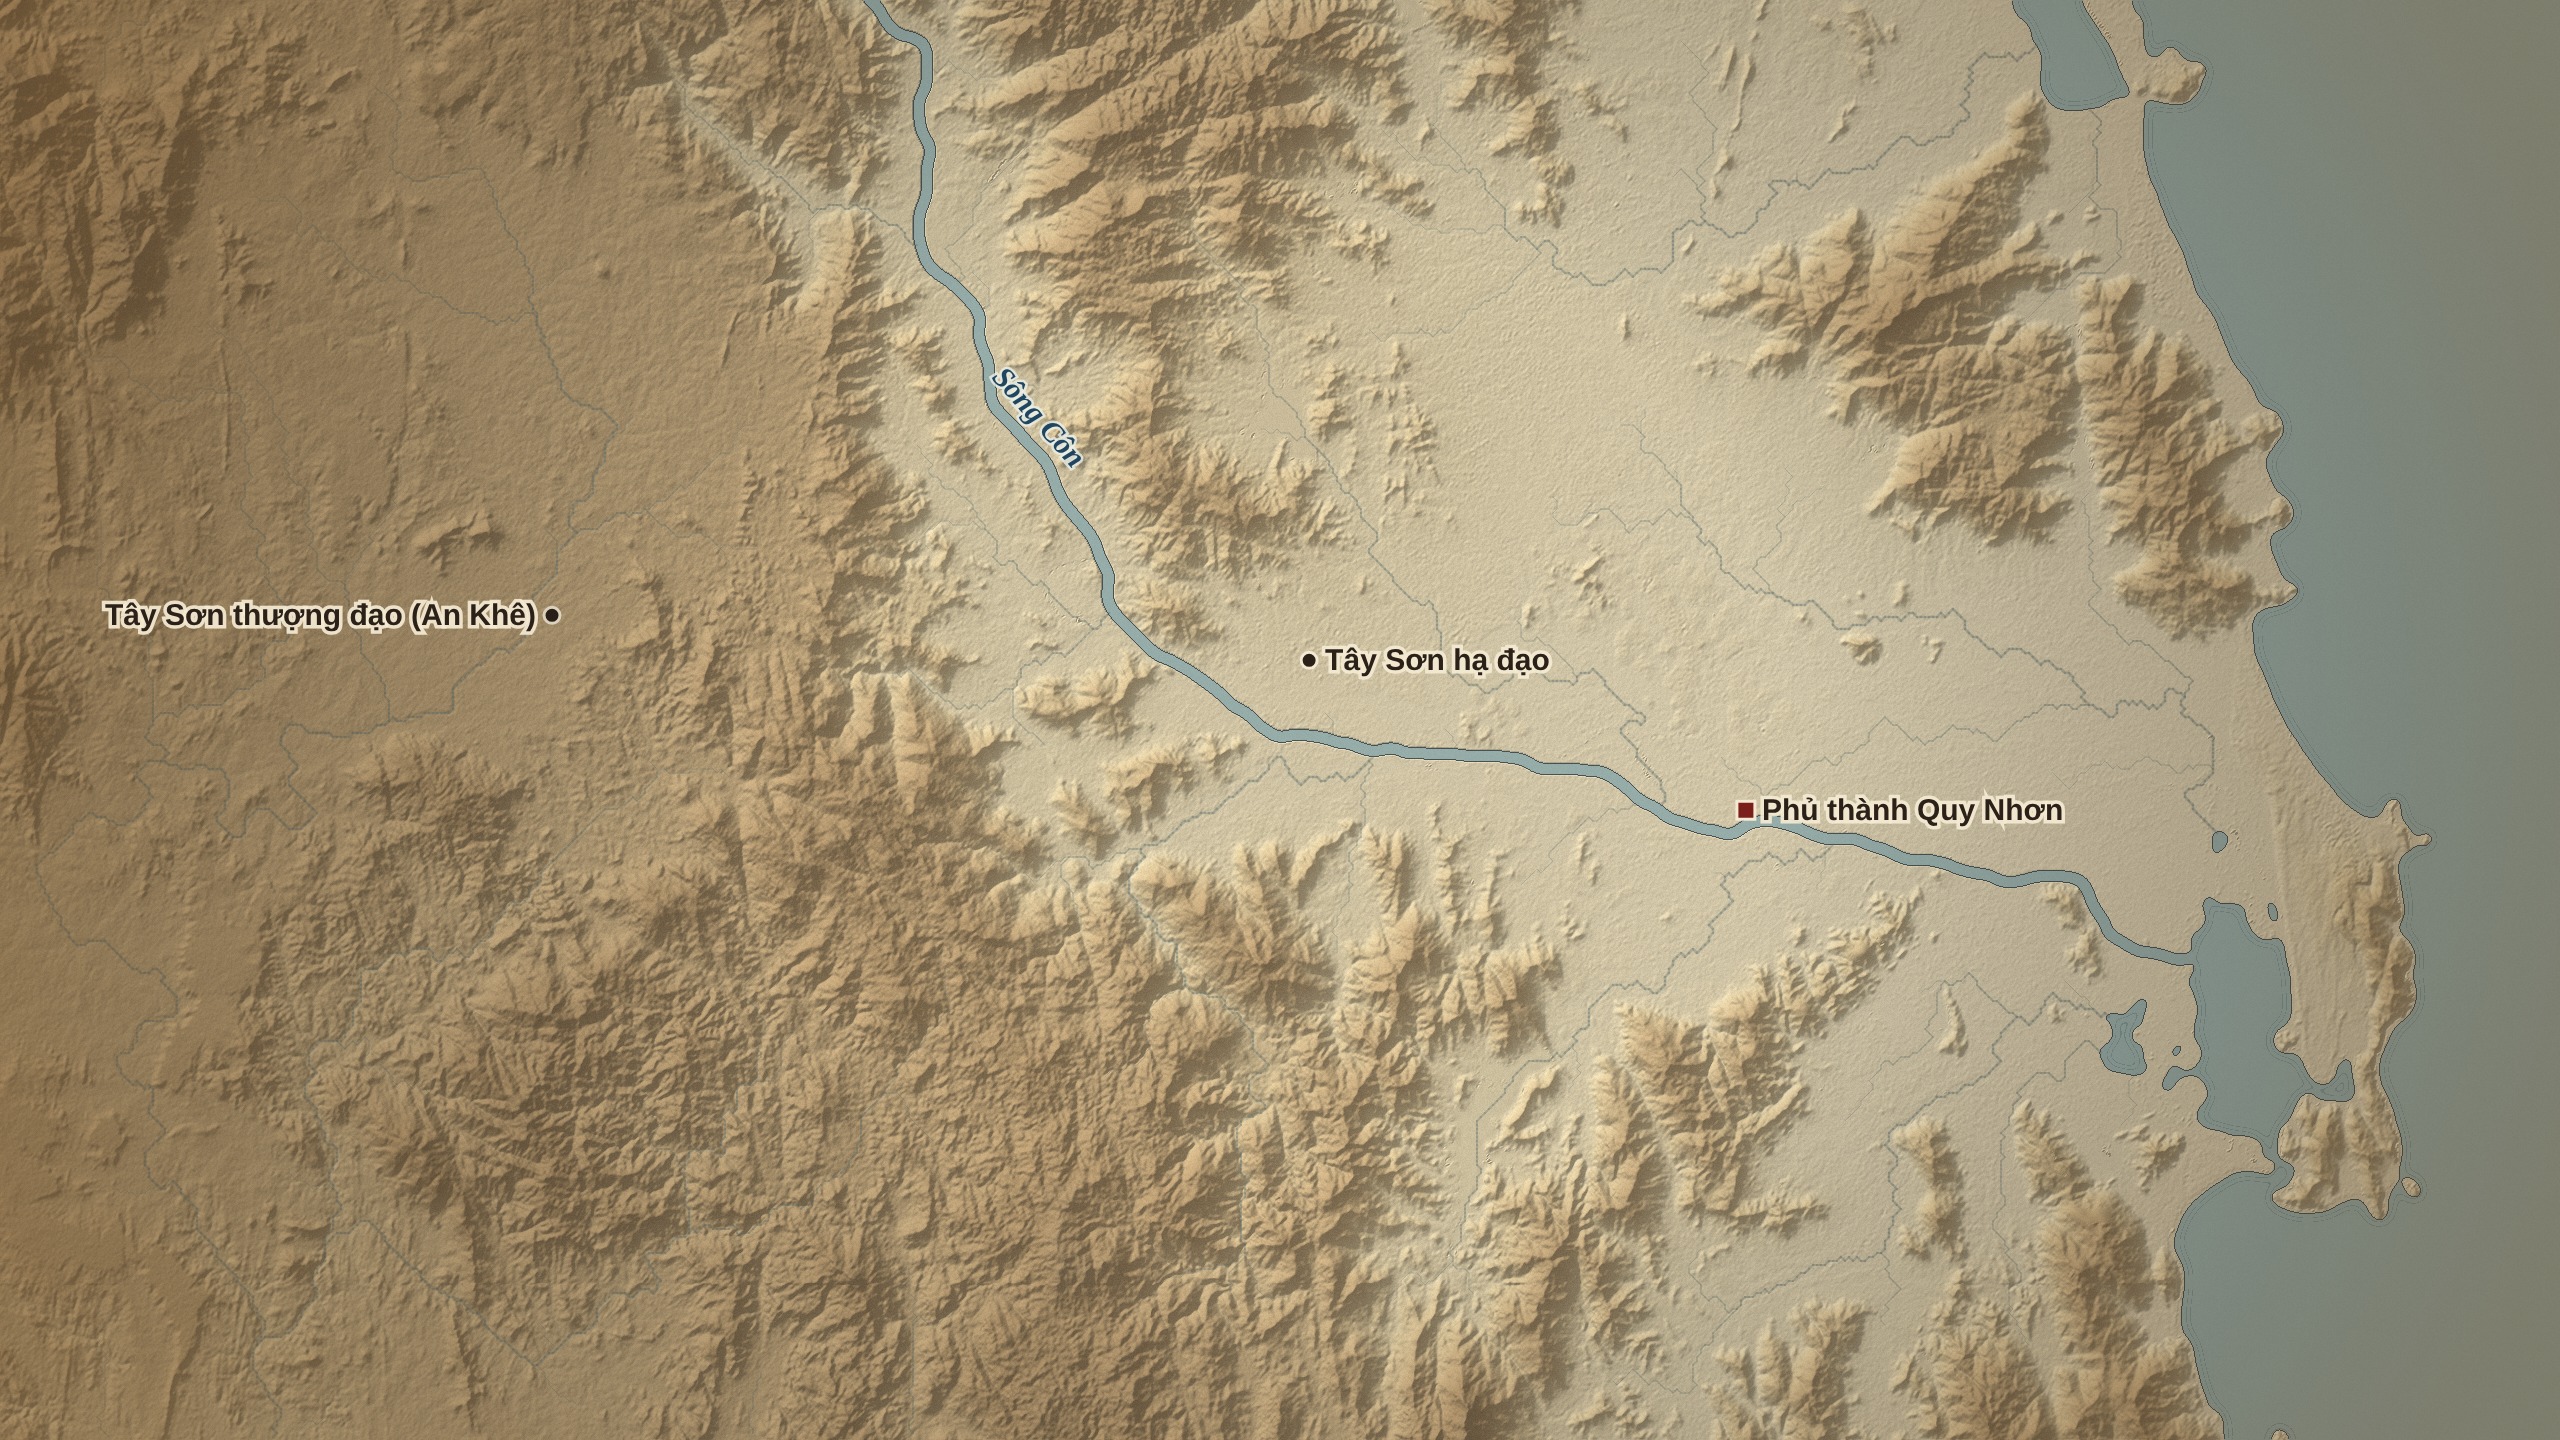 Sông Côn
Tây Sơn thượng đạo (An Khê)
Tây Sơn hạ đạo
Phủ thành Quy Nhơn